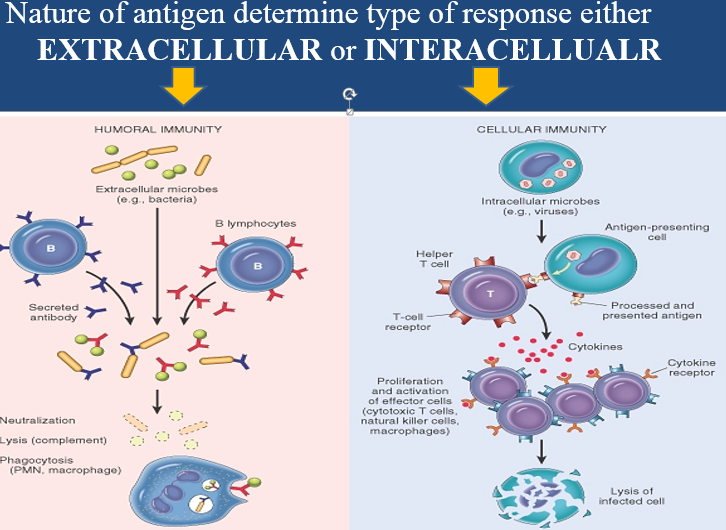 Nature of antigen determine type of response either
EXTRACELLULAR or INTERACELLUALR
HUMORAL IMMUNITY
Extracellular microbes
(e.g., bacteria)
B lymphocytes
B
B
Secreted
antibody
Neutralization
Lysis (complement)
Phagocytosis
(PMN, macrophage)
CELLULAR IMMUNITY
Intracellular microbes
(e.g., viruses)
Antigen-presenting
cell
Helper
T cell
T
T-cell
receptor
Processed and
presented antigen
Cytokines
Cytokine
receptor
Proliferation
and activation
of effector cells
(cytotoxic T cells,
natural killer cells,
macrophages)
Lysis of
infected cell